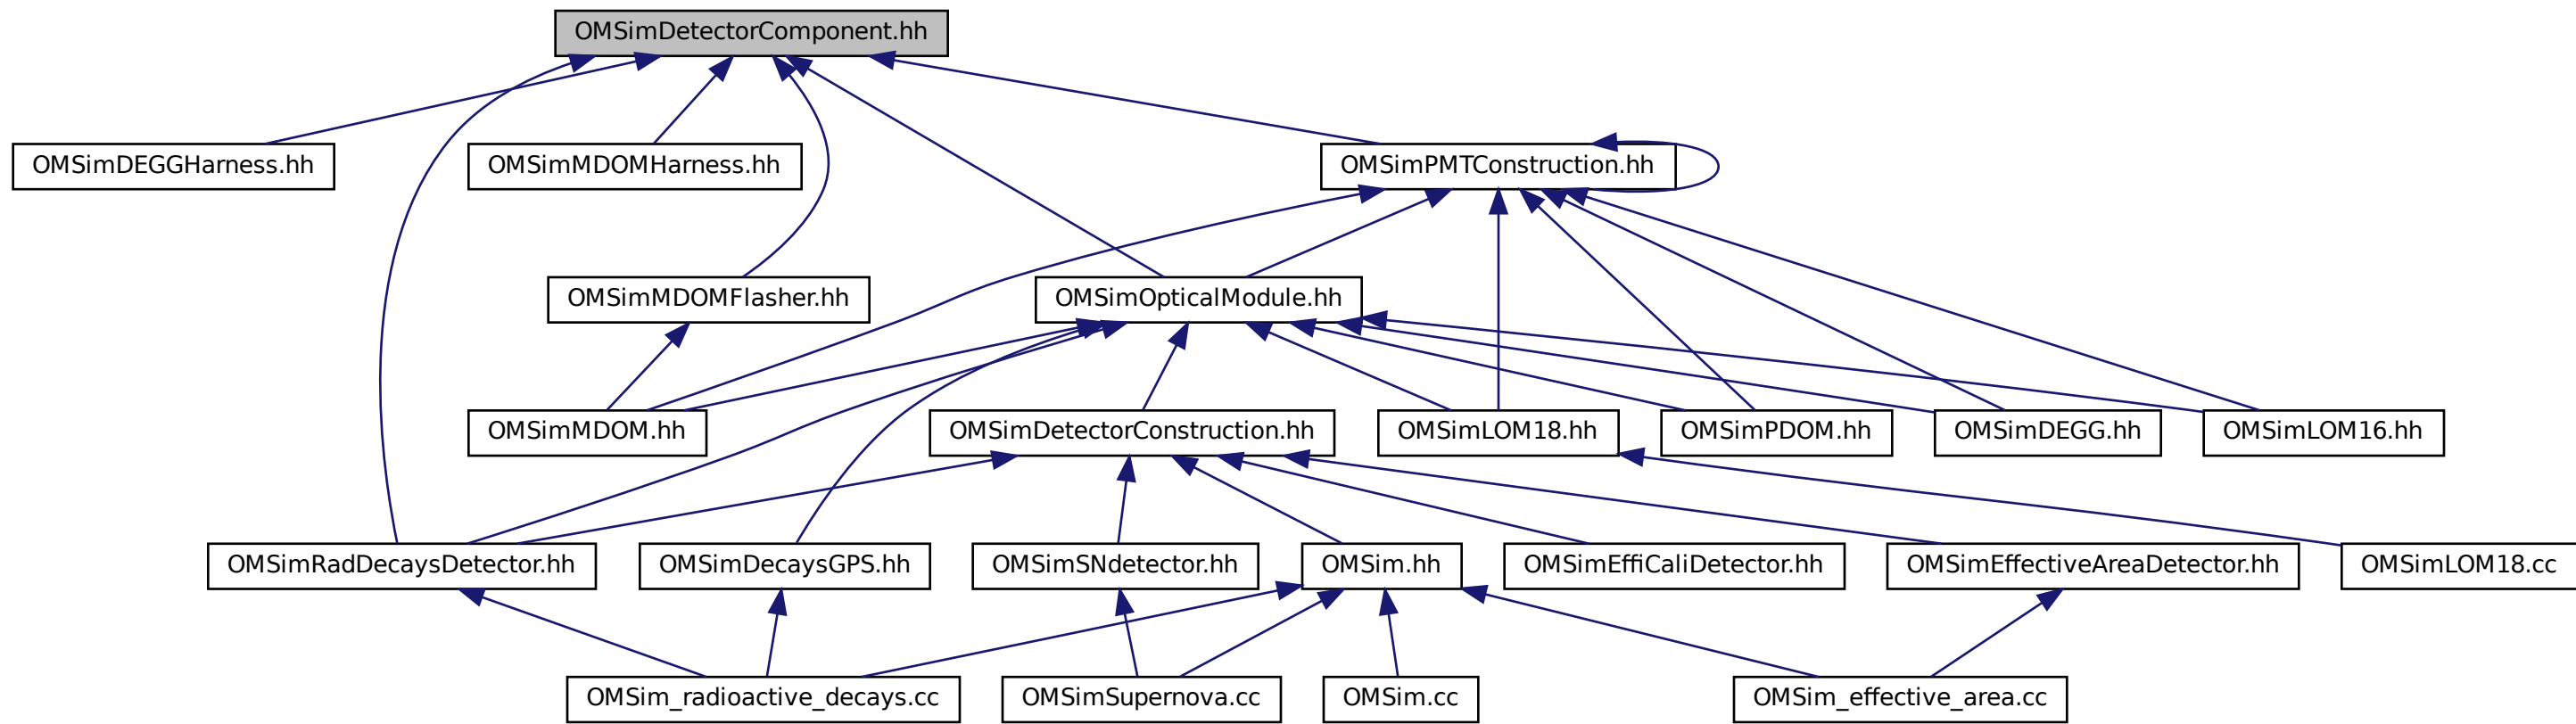 OMSimDetectorComponent.hh
OMSimDEGGHarness.hh
OMSimMDOMHarness.hh
OMSimPMTConstruction.hh
OMSimMDOMFlasher.hh
OMSimOpticalModule.hh
OMSimMDOM.hh
OMSimDetectorConstruction.hh
OMSimLOM18.hh
OMSimPDOM.hh
OMSimDEGG.hh
OMSimLOM16.hh
OMSimRadDecaysDetector.hh
OMSimDecaysGPS.hh
OMSimSNdetector.hh
OMSim.hh
OMSimEffiCaliDetector.hh
OMSimEffectiveAreaDetector.hh
OMSimLOM18.cc
OMSim_radioactive_decays.cc
OMSimSupernova.cc
OMSim.cc
OMSim_effective_area.cc